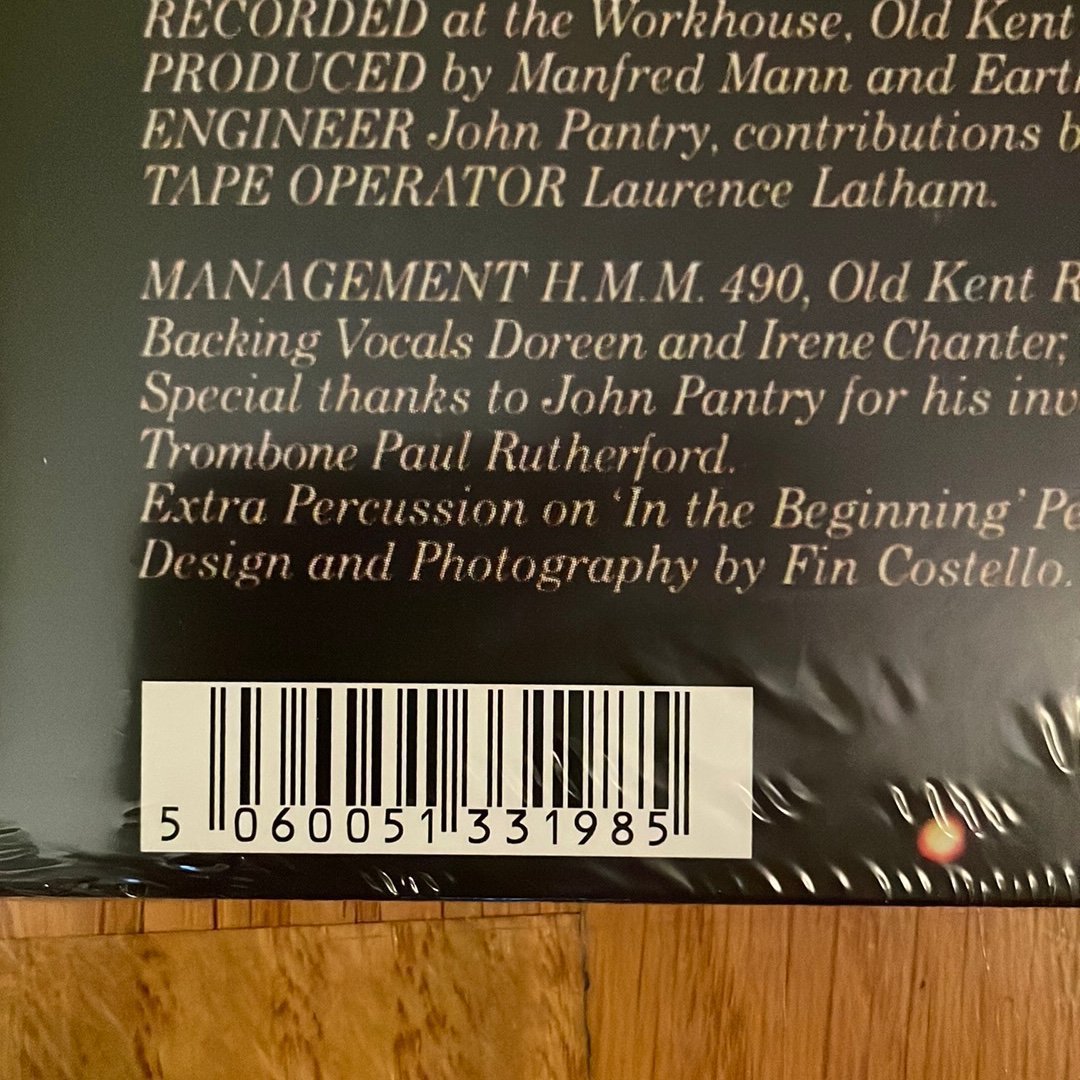 RECORDED at the Workhouse, Old Kent
PRODUCED by Manfred Mann and Eart
ENGINEER John Pantry, contributions b
TAPE OPERATOR Laurence Latham.
MANAGEMENT H.M.M. 490, Old Kent R
Backing Vocals Doreen and Irene Chanter,
Special thanks to John Pantry for his inv
Trombone Paul Rutherford.
Extra Percussion on ‘In the Beginning’ Pe
Design and Photography by Fin Costello.
5 060051 331985